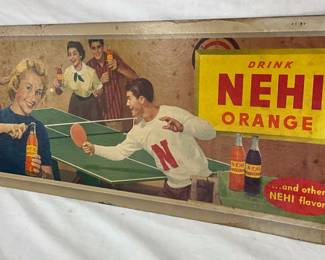 DRINK
NEHI
ORANGE
N
...and other
NEHI flavor